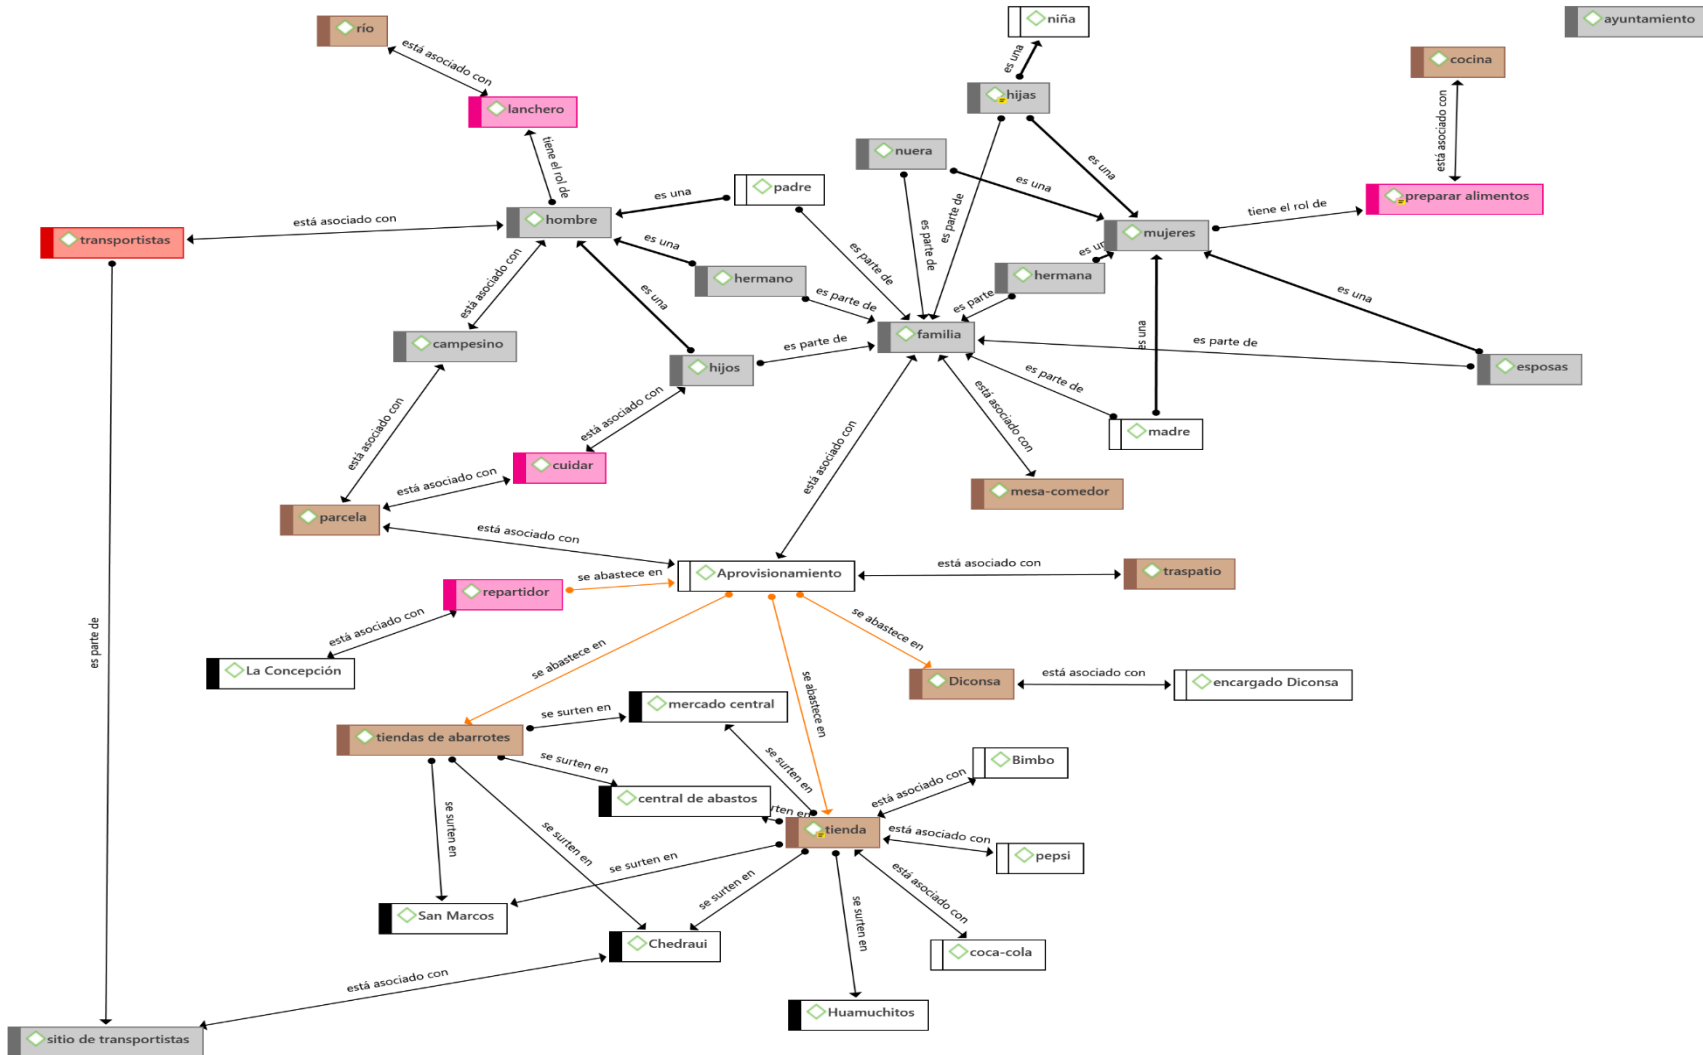 río
niña
ayuntamiento
está asociado con
es una
cocina
lanchero
hijas
está asociado con
tiene el rol de
nuera
es una
es una
es una
padre
es parte de
tiene el rol de
preparar alimentos
está asociado con
hombre
mujeres
transportistas
es una
es parte de
es parte de
hermano
hermana
es parte
es una
está asociado con
es una
es parte de
familia
es una
campesino
hijos
es parte de
es parte de
esposas
está asociado con
está asociado con
es parte de
madre
está asociado con
está asociado con
cuidar
está asociado con
mesa-comedor
parcela
está asociado con
Aprovisionamiento
está asociado con
traspatio
repartidor
se abastece en
es parte de
está asociado con
se abastece en
La Concepción
se abastece en
se abastece en
Diconsa
está asociado con
encargado Diconsa
mercado central
se surten en
tiendas de abarrotes
se surten en
se surten en
Bimbo
está asociado con
central de abastos
rten en
tienda
está asociado con
pepsi
se surten en
se surten en
se surten en
se surten en
se surten en
está asociado con
San Marcos
Chedraui
coca-cola
está asociado con
Huamuchitos
sitio de transportistas